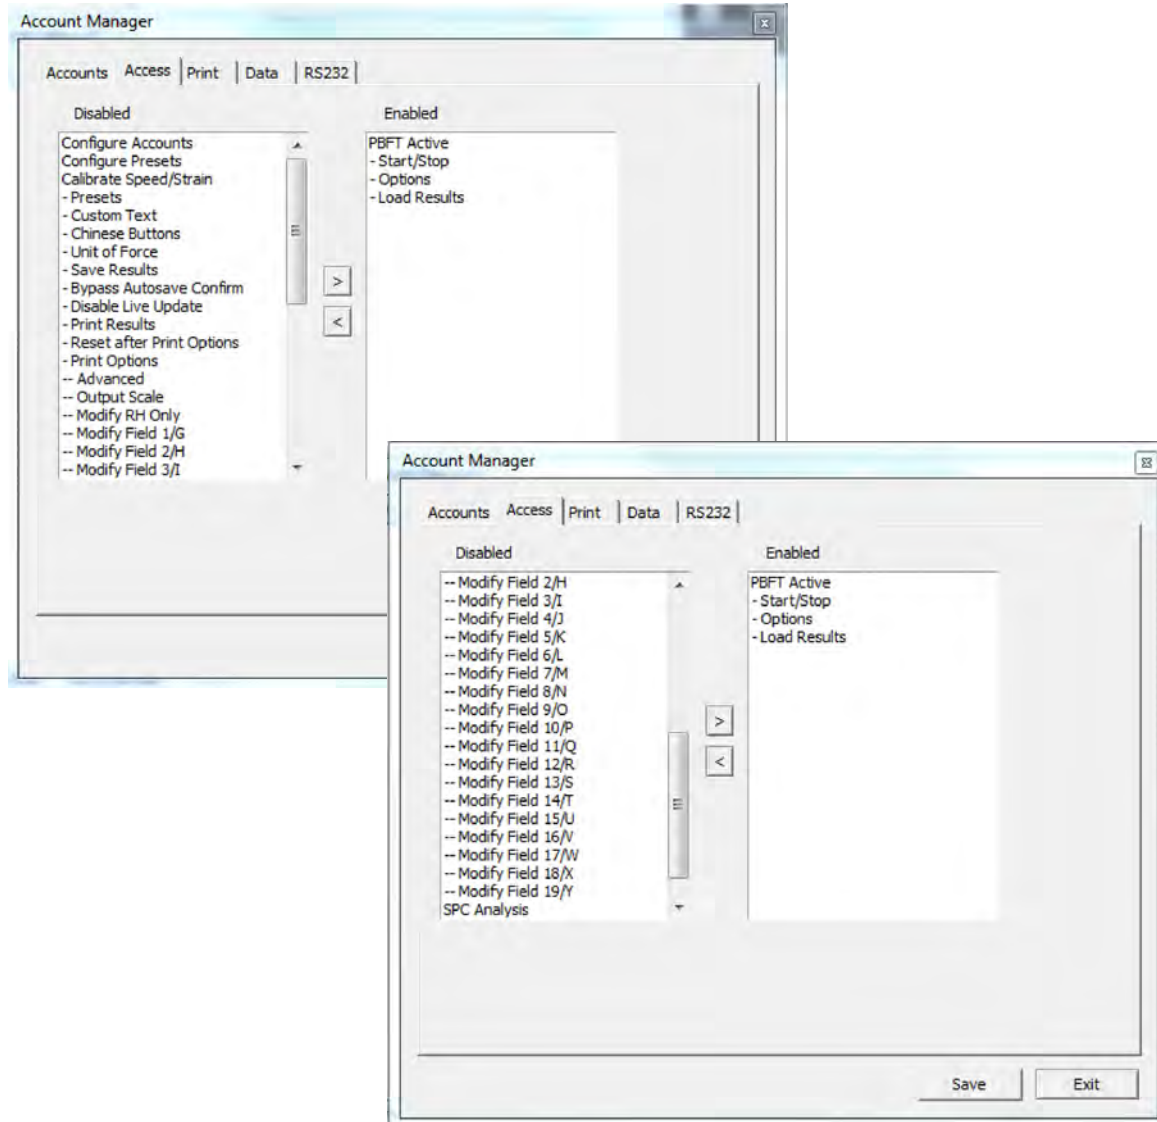 Account Manager
Accounts Access Print Data RS232
Disabled Enabled
Configure Accounts
Configure Presets
Calibrate Speed/Strain
- Presets
- Custom Text
- Chinese Buttons
- Unit of Force
- Save Results
- Bypass Autosave Confirm
- Disable Live Update
- Print Results
- Reset after Print Options
- Print Options
-- Advanced
-- Output Scale
-- Modify RH Only
-- Modify Field 1/G
-- Modify Field 2/H
-- Modify Field 3/I
>
<
PBFT Active
- Start/Stop
- Options
- Load Results
Account Manager
Accounts Access Print Data RS232
Disabled Enabled
-- Modify Field 2/H
-- Modify Field 3/I
-- Modify Field 4/J
-- Modify Field 5/K
-- Modify Field 6/L
-- Modify Field 7/M
-- Modify Field 8/N
-- Modify Field 9/O
-- Modify Field 10/P
-- Modify Field 11/Q
-- Modify Field 12/R
-- Modify Field 13/S
-- Modify Field 14/T
-- Modify Field 15/U
-- Modify Field 16/V
-- Modify Field 17/W
-- Modify Field 18/X
-- Modify Field 19/Y
SPC Analysis
>
<
PBFT Active
- Start/Stop
- Options
- Load Results
Save Exit